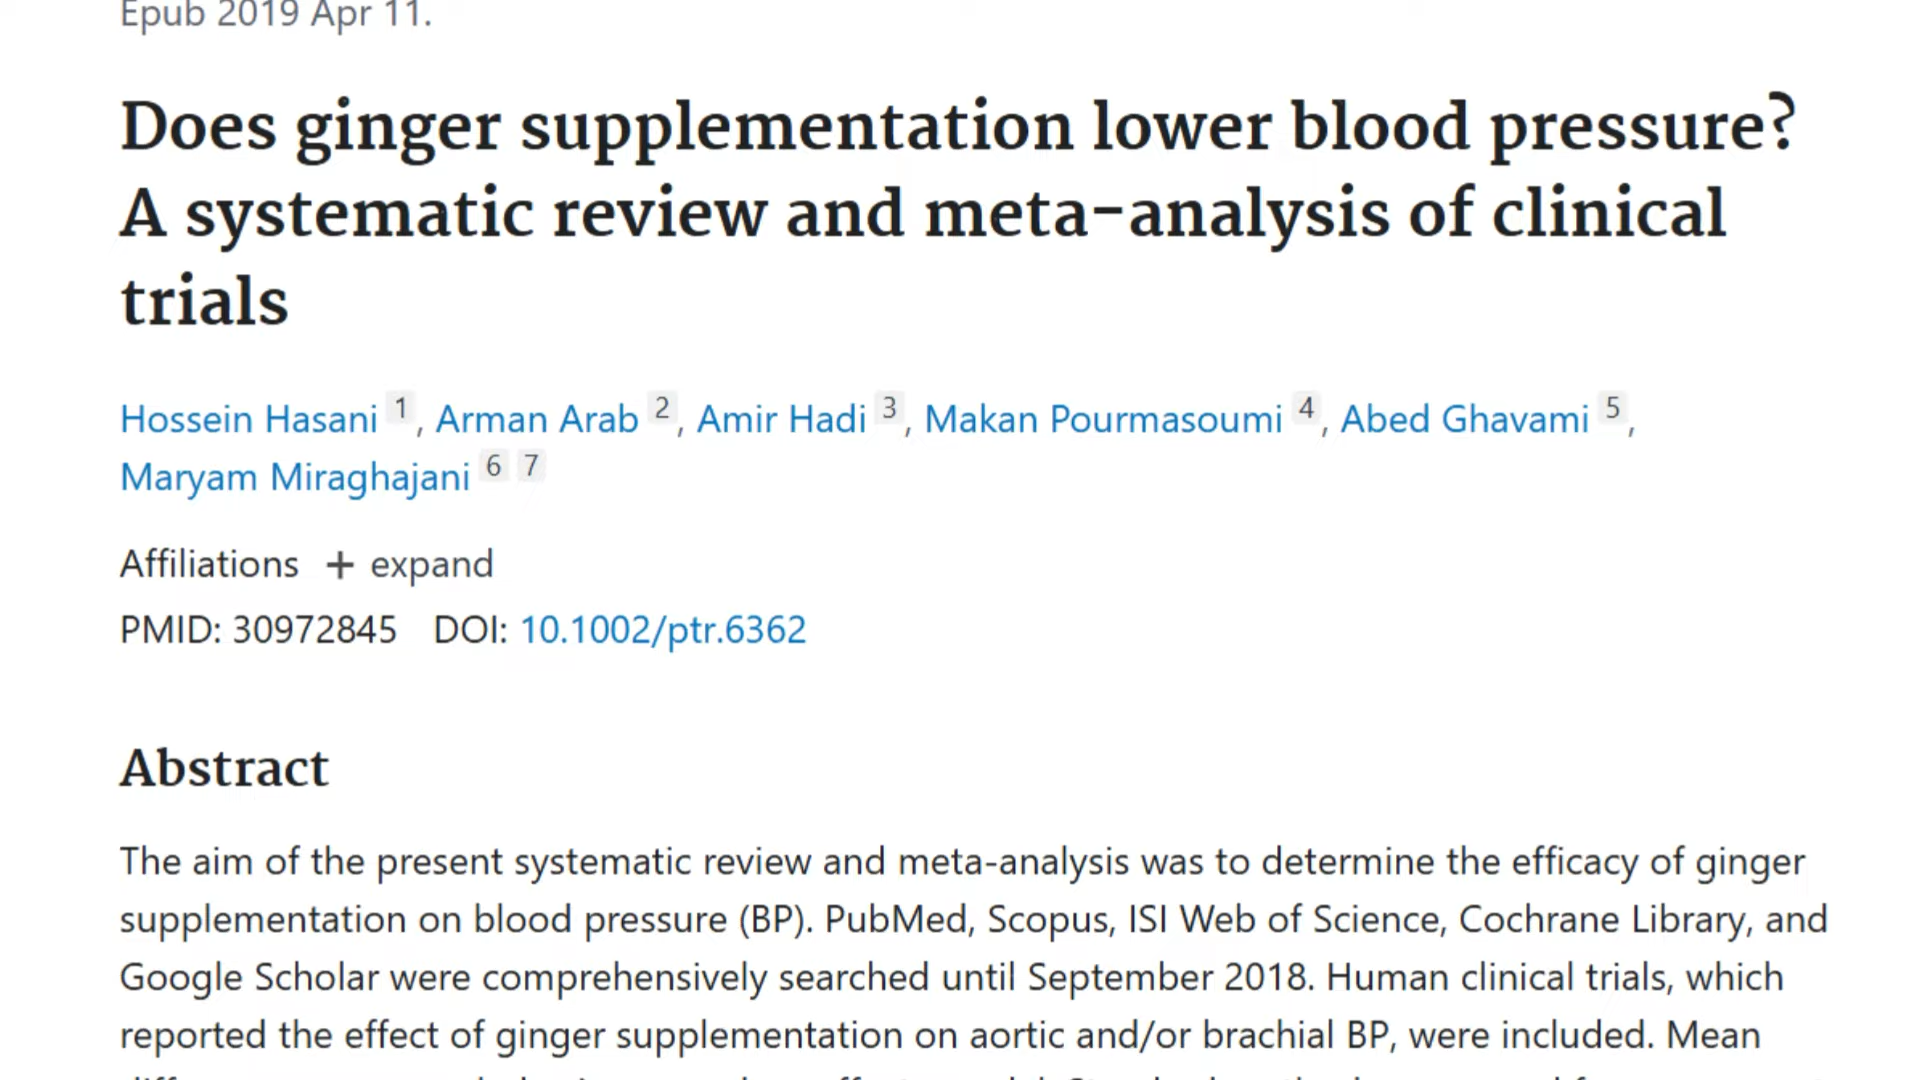 Epub 2019 Apr 11.
Does ginger supplementation lower blood pressure?
A systematic review and meta-analysis of clinical
trials
Hossein Hasani 1, Arman Arab 2, Amir Hadi 3, Makan Pourmasoumi 4, Abed Ghavami 5,
Maryam Miraghajani 6 7
Affiliations + expand
PMID: 30972845 DOI: 10.1002/ptr.6362
Abstract
The aim of the present systematic review and meta-analysis was to determine the efficacy of ginger
supplementation on blood pressure (BP). PubMed, Scopus, ISI Web of Science, Cochrane Library, and
Google Scholar were comprehensively searched until September 2018. Human clinical trials, which
reported the effect of ginger supplementation on aortic and/or brachial BP, were included. Mean